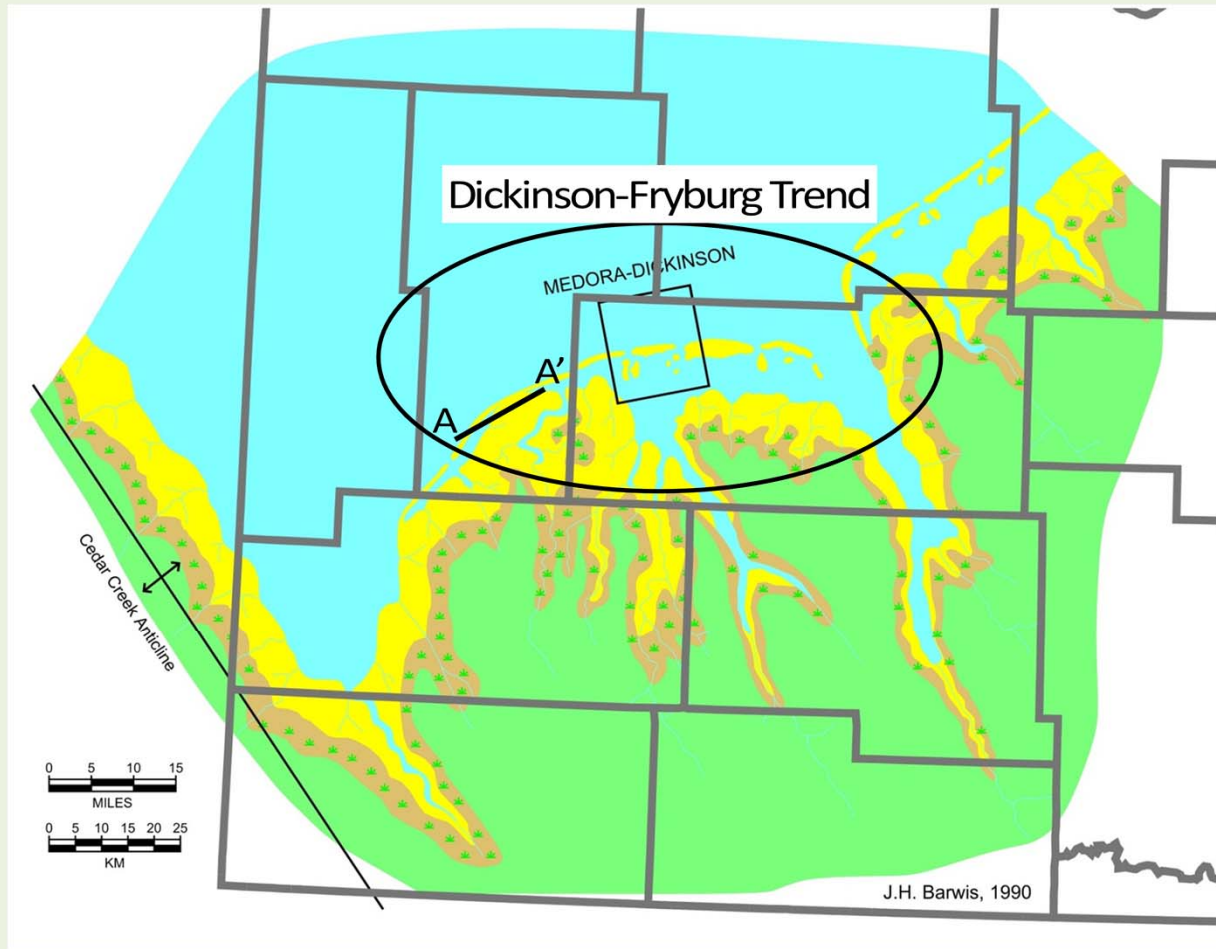 Dickinson-Fryburg Trend
MEDORA-DICKINSON
A'
A
Cedar Creek Anticline
0 5 10 15
MILES
0 5 10 15 20 25
KM
J.H. Barwis, 1990